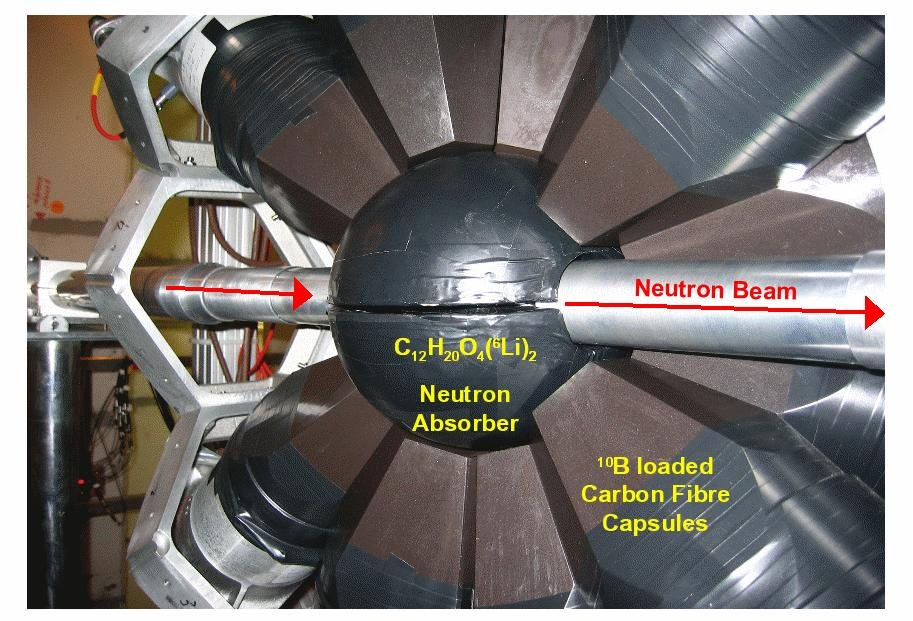 Neutron Beam
C₁₂H₂₀O₄(⁶Li)₂
Neutron
Absorber
¹⁰B loaded
Carbon Fibre
Capsules